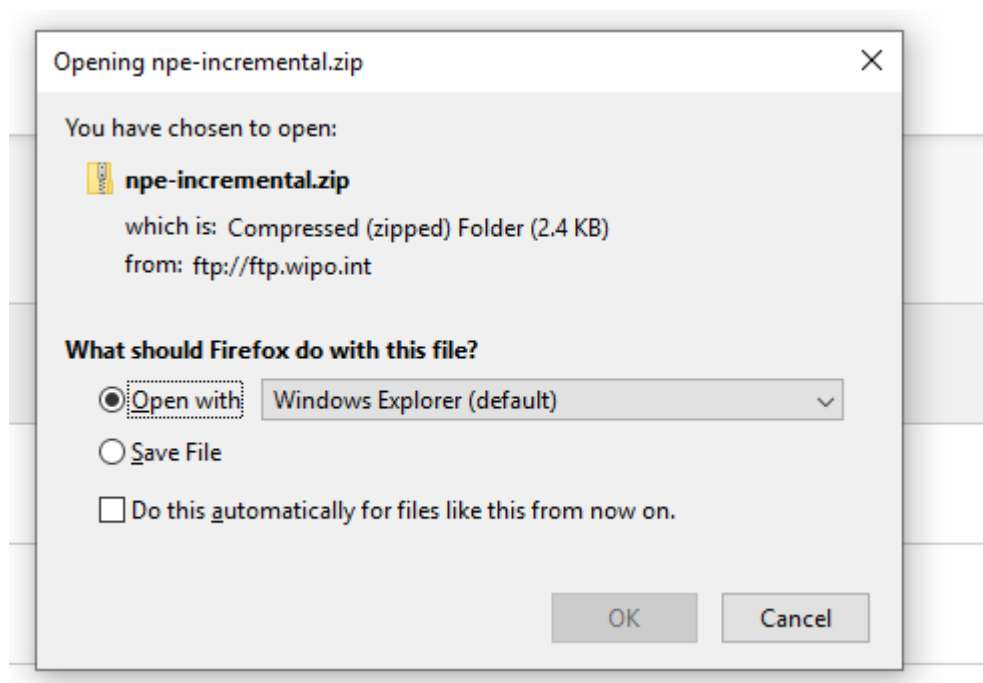 Opening npe-incremental.zip
You have chosen to open:
npe-incremental.zip
which is: Compressed (zipped) Folder (2.4 KB)
from: ftp://ftp.wipo.int
What should Firefox do with this file?
Open with Windows Explorer (default)
Save File
Do this automatically for files like this from now on.
OK Cancel